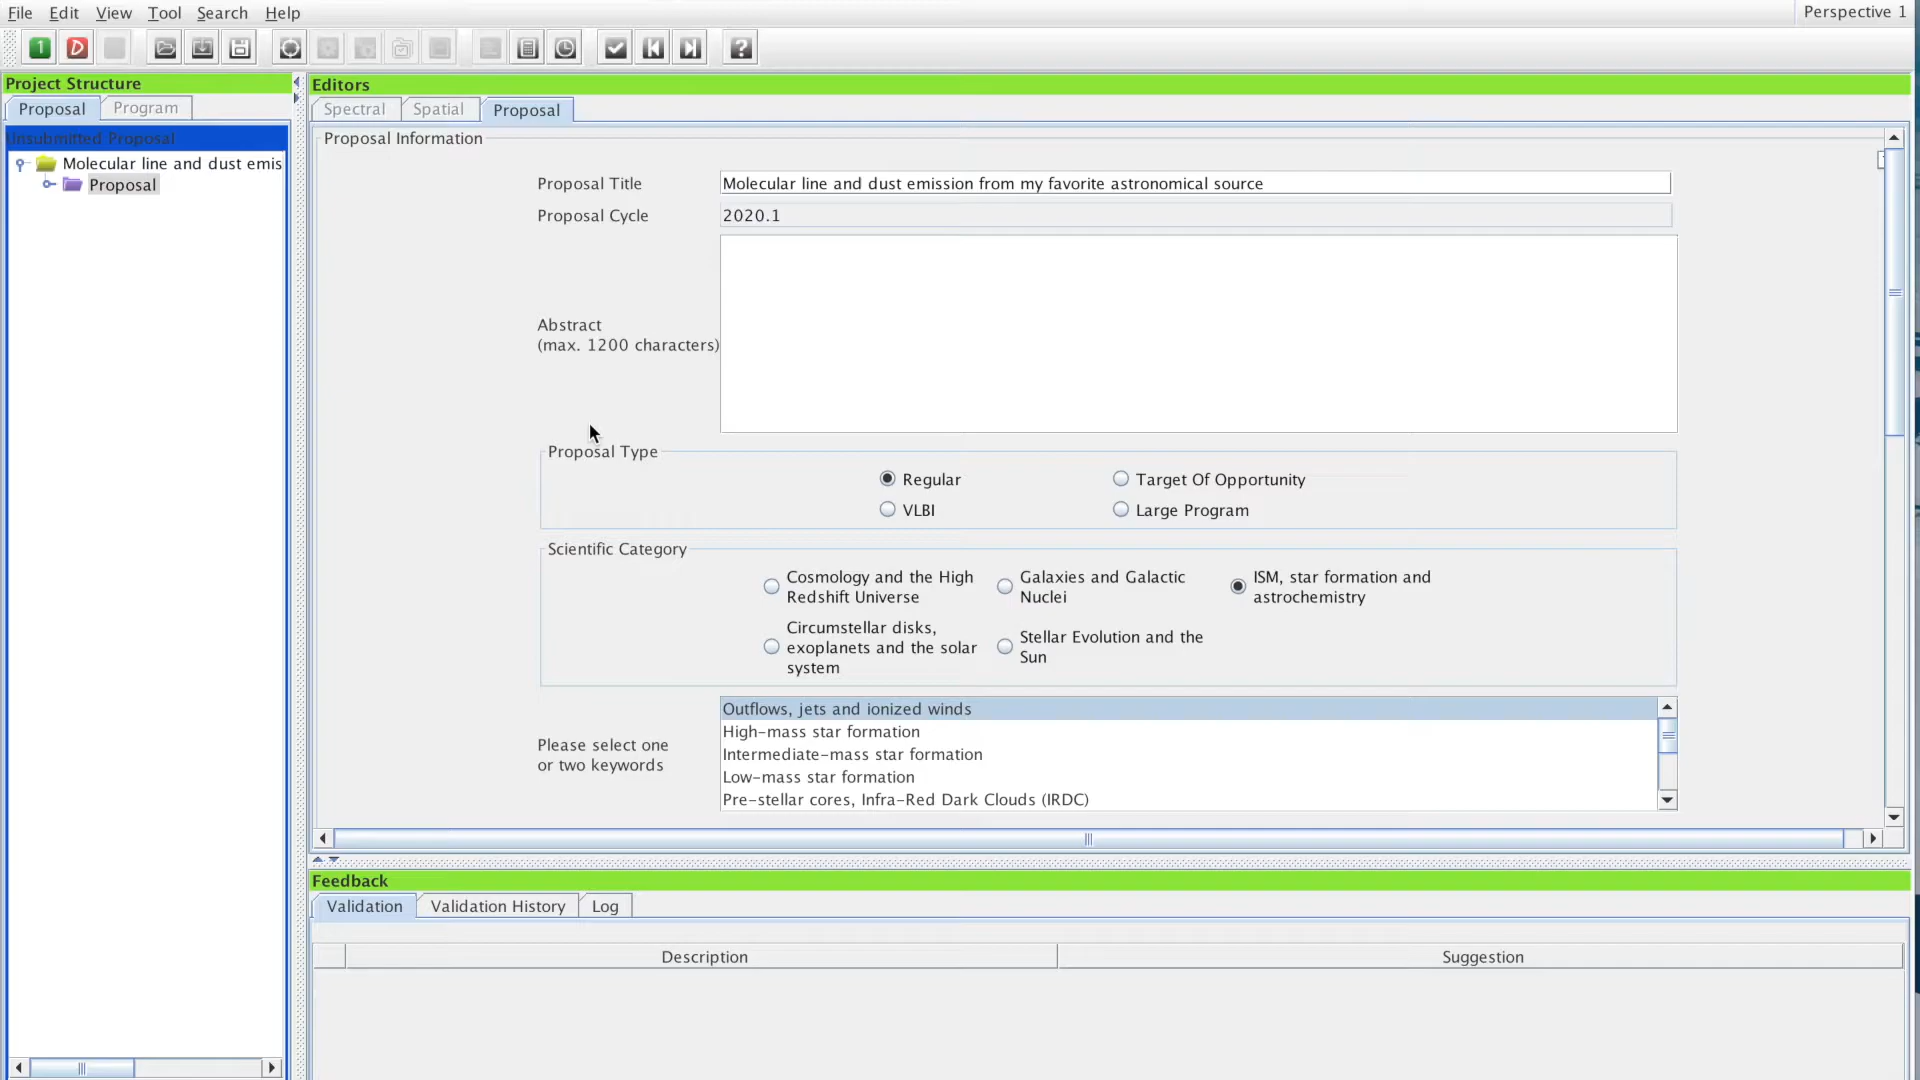 File Edit View Tool Search Help
Perspective 1
1 D ?
Project Structure
Editors
Proposal Program
Spectral Spatial Proposal
Unsubmitted Proposal
Molecular line and dust emis
Proposal
Proposal Information
Proposal Title Molecular line and dust emission from my favorite astronomical source
Proposal Cycle 2020.1
Abstract
(max. 1200 characters)
Proposal Type
Regular Target Of Opportunity
VLBI Large Program
Scientific Category
Cosmology and the High
Redshift Universe
Galaxies and Galactic
Nuclei
ISM, star formation and
astrochemistry
Circumstellar disks,
exoplanets and the solar
system
Stellar Evolution and the
Sun
Please select one
or two keywords
Outflows, jets and ionized winds
High-mass star formation
Intermediate-mass star formation
Low-mass star formation
Pre-stellar cores, Infra-Red Dark Clouds (IRDC)
Feedback
Validation Validation History Log
Description Suggestion